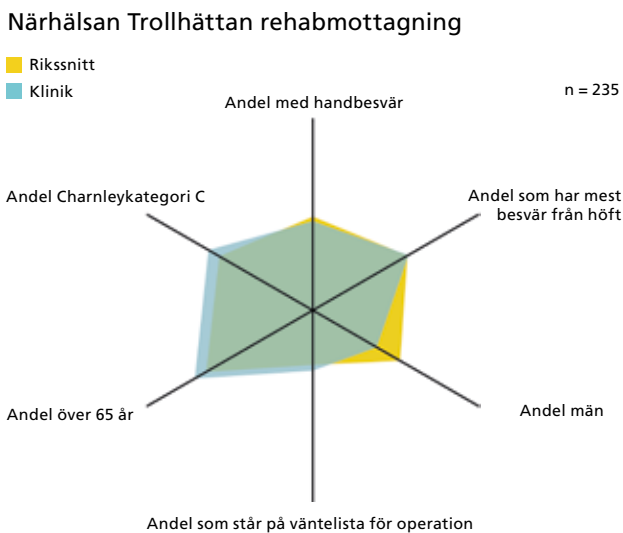 Närhälsan Trollhättan rehabmottagning
Rikssnitt
Klinik
n = 235
Andel med handbesvär
Andel Charnleykategori C
Andel som har mest
besvär från höft
Andel över 65 år
Andel män
Andel som står på väntelista för operation